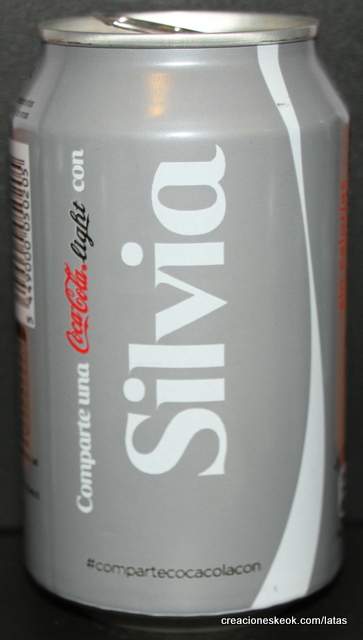 Comparte una Coca-Cola light con
Silvia
#compartecocacolacon
creacioneskeok.com/latas